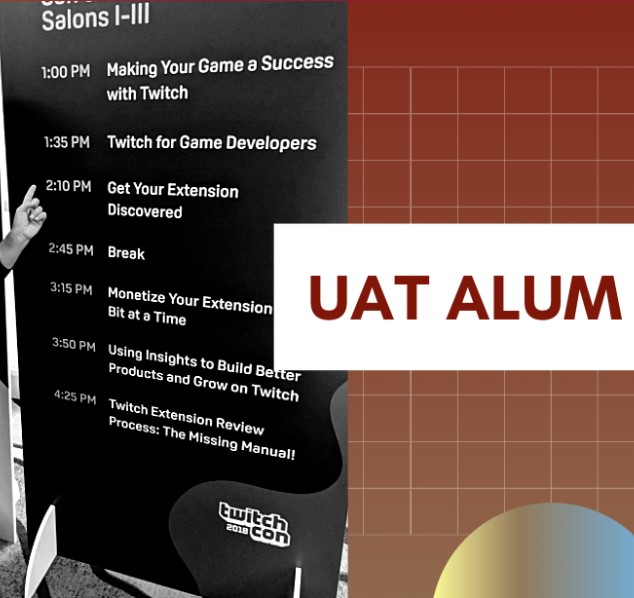 Salons I-III
1:00 PM Making Your Game a Success
with Twitch
1:35 PM Twitch for Game Developers
2:10 PM Get Your Extension
Discovered
2:45 PM Break
3:15 PM Monetize Your Extension
Bit at a Time
3:50 PM Using Insights to Build Better
Products and Grow on Twitch
4:25 PM Twitch Extension Review
Process: The Missing Manual!
twitch
2018 con
UAT ALUM